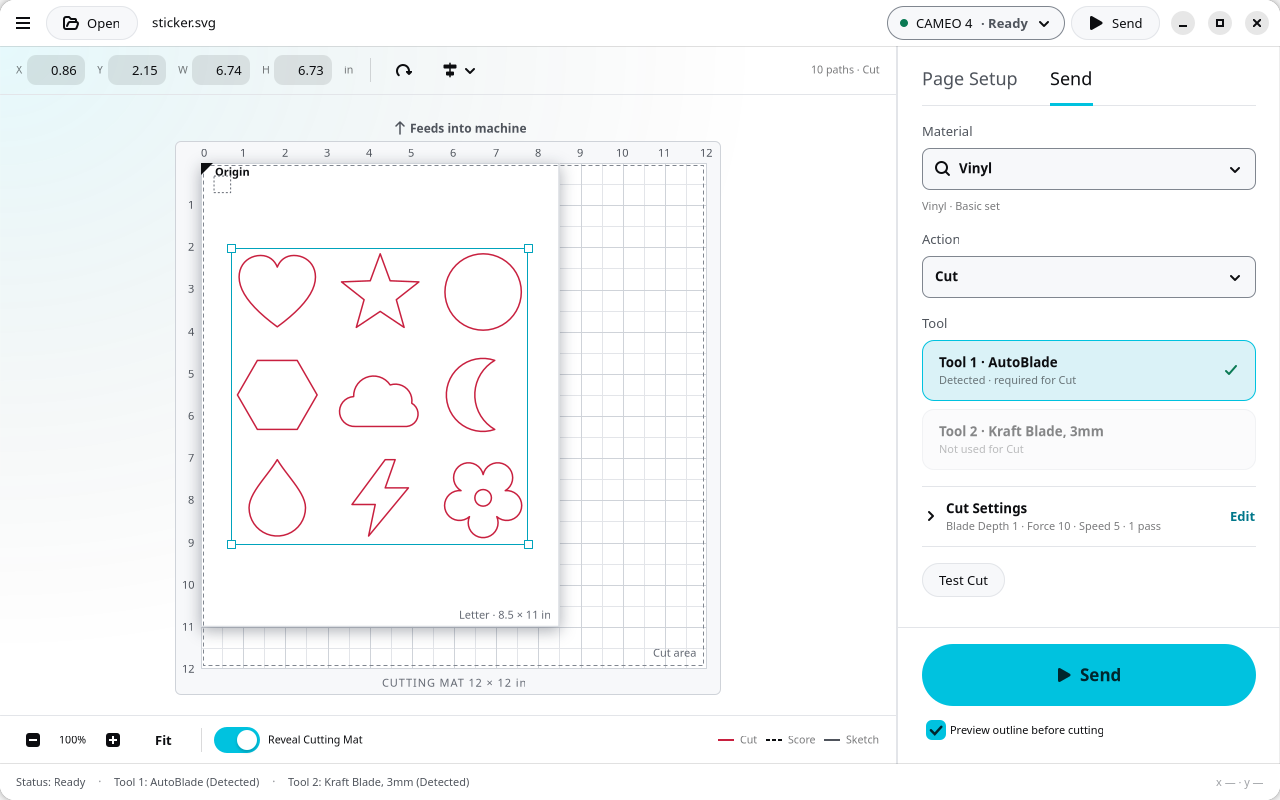 Open
sticker.svg
CAMEO 4 · Ready
Send
X 0.86 Y 2.15 W 6.74 H 6.73 in
10 paths · Cut
Page Setup
Send
↑ Feeds into machine
0 1 2 3 4 5 6 7 8 9 10 11 12
Origin
1
2
3
4
5
6
7
8
9
10
11
12
Letter · 8.5 × 11 in
Cut area
CUTTING MAT 12 × 12 in
Material
Vinyl
Vinyl · Basic set
Action
Cut
Tool
Tool 1 · AutoBlade
Detected · required for Cut
Tool 2 · Kraft Blade, 3mm
Not used for Cut
Cut Settings
Blade Depth 1 · Force 10 · Speed 5 · 1 pass
Edit
Test Cut
Send
Preview outline before cutting
100%
Fit
Reveal Cutting Mat
Cut
Score
Sketch
Status: Ready · Tool 1: AutoBlade (Detected) · Tool 2: Kraft Blade, 3mm (Detected)
x — · y —